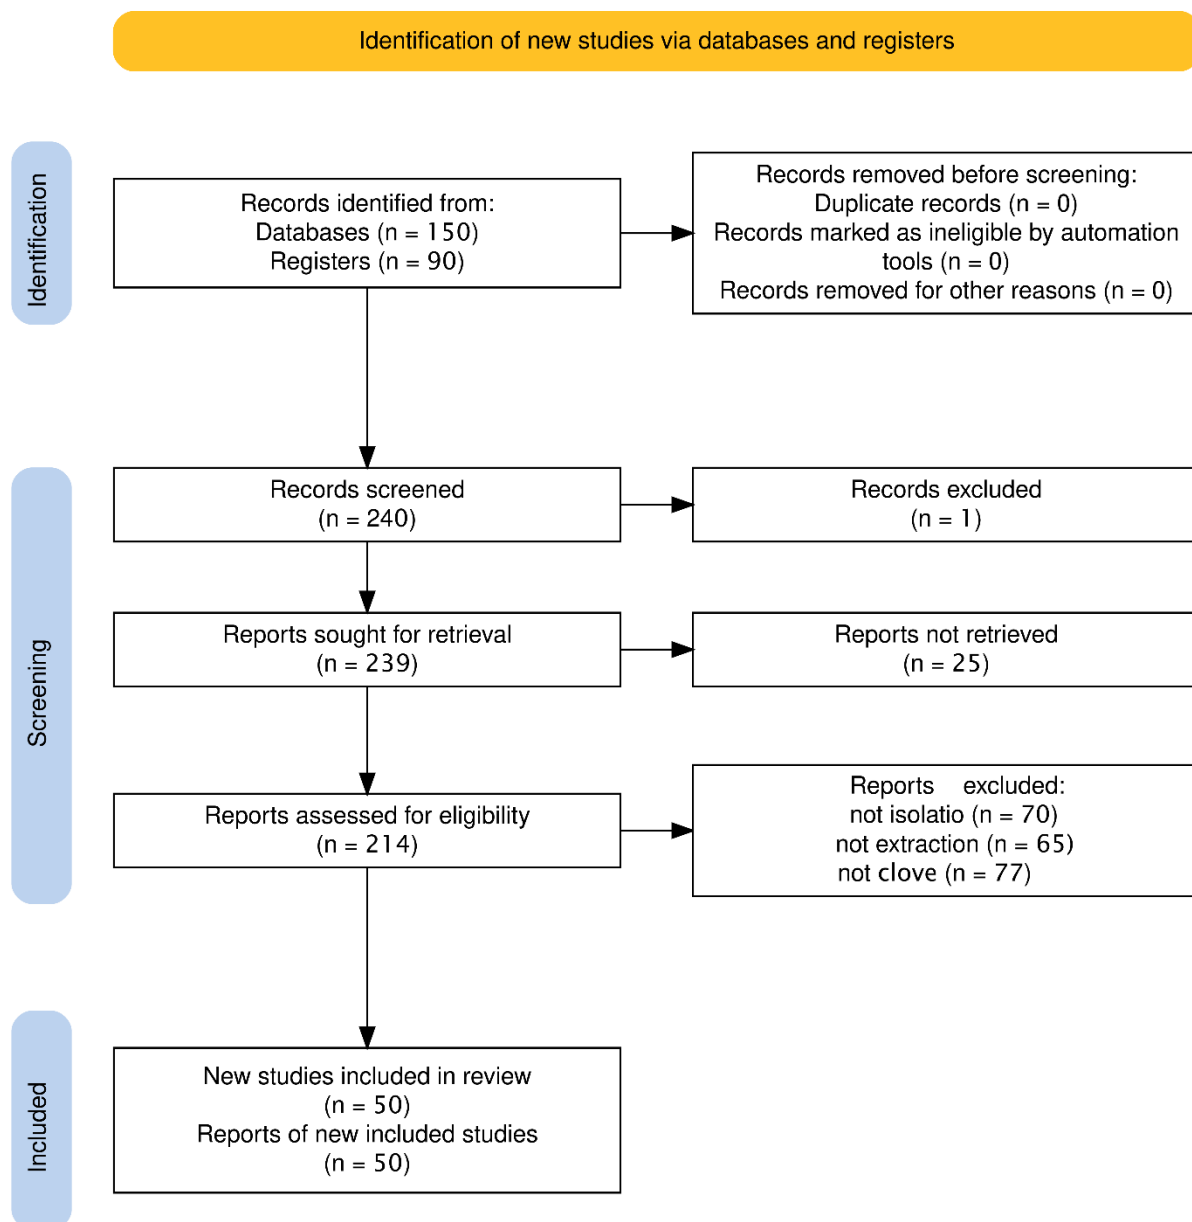 Identification of new studies via databases and registers
Identification
Records identified from:
Databases (n = 150)
Registers (n = 90)
Records removed before screening:
Duplicate records (n = 0)
Records marked as ineligible by automation
tools (n = 0)
Records removed for other reasons (n = 0)
Screening
Records screened
(n = 240)
Records excluded
(n = 1)
Reports sought for retrieval
(n = 239)
Reports not retrieved
(n = 25)
Reports assessed for eligibility
(n = 214)
Reports excluded:
not isolatio (n = 70)
not extraction (n = 65)
not clove (n = 77)
Included
New studies included in review
(n = 50)
Reports of new included studies
(n = 50)